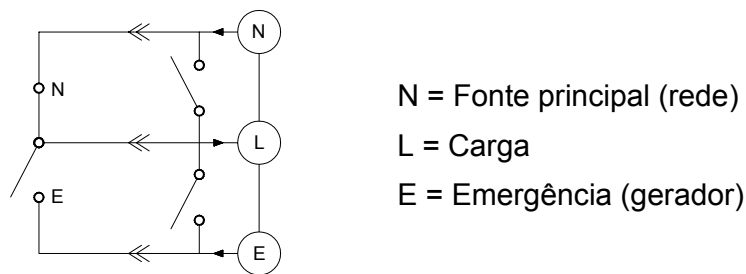 N
N
L
E
E
N = Fonte principal (rede)
L = Carga
E = Emergência (gerador)